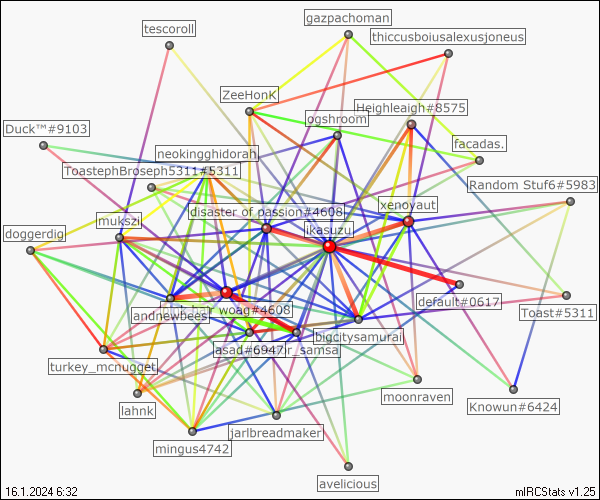 gazpachoman
tescoroll
thiccusboiusalexusjoneus
ZeeHonK
Heighleigh#8575
ogshroom
Duck™#9103
facadas.
neokingghidorah
ToastephBroseph5311#5311
Random Stuf6#5983
xenoyaut
disaster of passion#4608
mukszi
ikasuzu
doggerdig
default#0617
woag#4608
andnewbees
Toast#5311
bigcitysamurai
asad#6947
r_samsa
turkey_mcnugget
moonraven
lahnk
Knowun#6424
jarlbreadmaker
mingus4742
avelicious
16.1.2024 6:32
mIRCStats v1.25